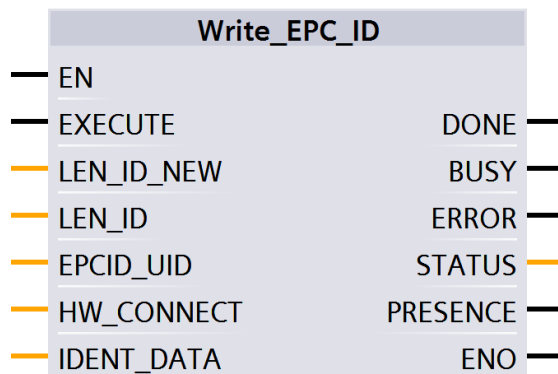 Write_EPC_ID
EN
EXECUTE DONE
LEN_ID_NEW BUSY
LEN_ID ERROR
EPCID_UID STATUS
HW_CONNECT PRESENCE
IDENT_DATA ENO